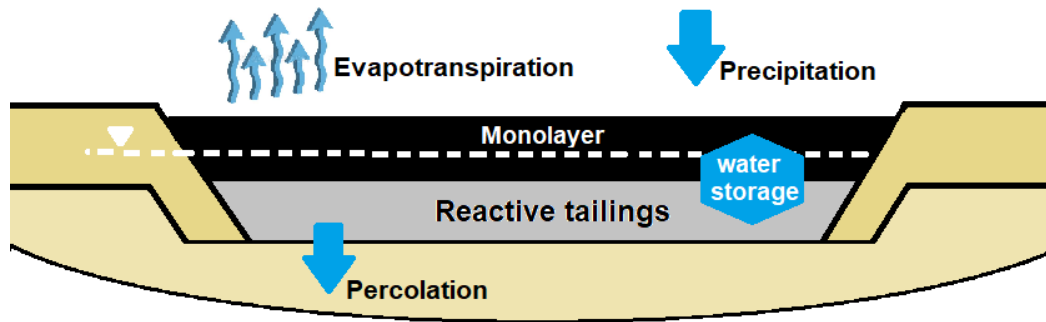 Evapotranspiration
Precipitation
Monolayer
water
storage
Reactive tailings
Percolation